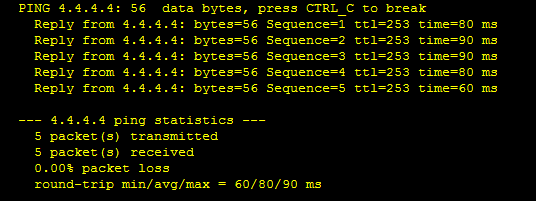 PING 4.4.4.4: 56  data bytes, press CTRL_C to break
Reply from 4.4.4.4: bytes=56 Sequence=1 ttl=253 time=80 ms
Reply from 4.4.4.4: bytes=56 Sequence=2 ttl=253 time=90 ms
Reply from 4.4.4.4: bytes=56 Sequence=3 ttl=253 time=90 ms
Reply from 4.4.4.4: bytes=56 Sequence=4 ttl=253 time=80 ms
Reply from 4.4.4.4: bytes=56 Sequence=5 ttl=253 time=60 ms
--- 4.4.4.4 ping statistics ---
5 packet(s) transmitted
5 packet(s) received
0.00% packet loss
round-trip min/avg/max = 60/80/90 ms